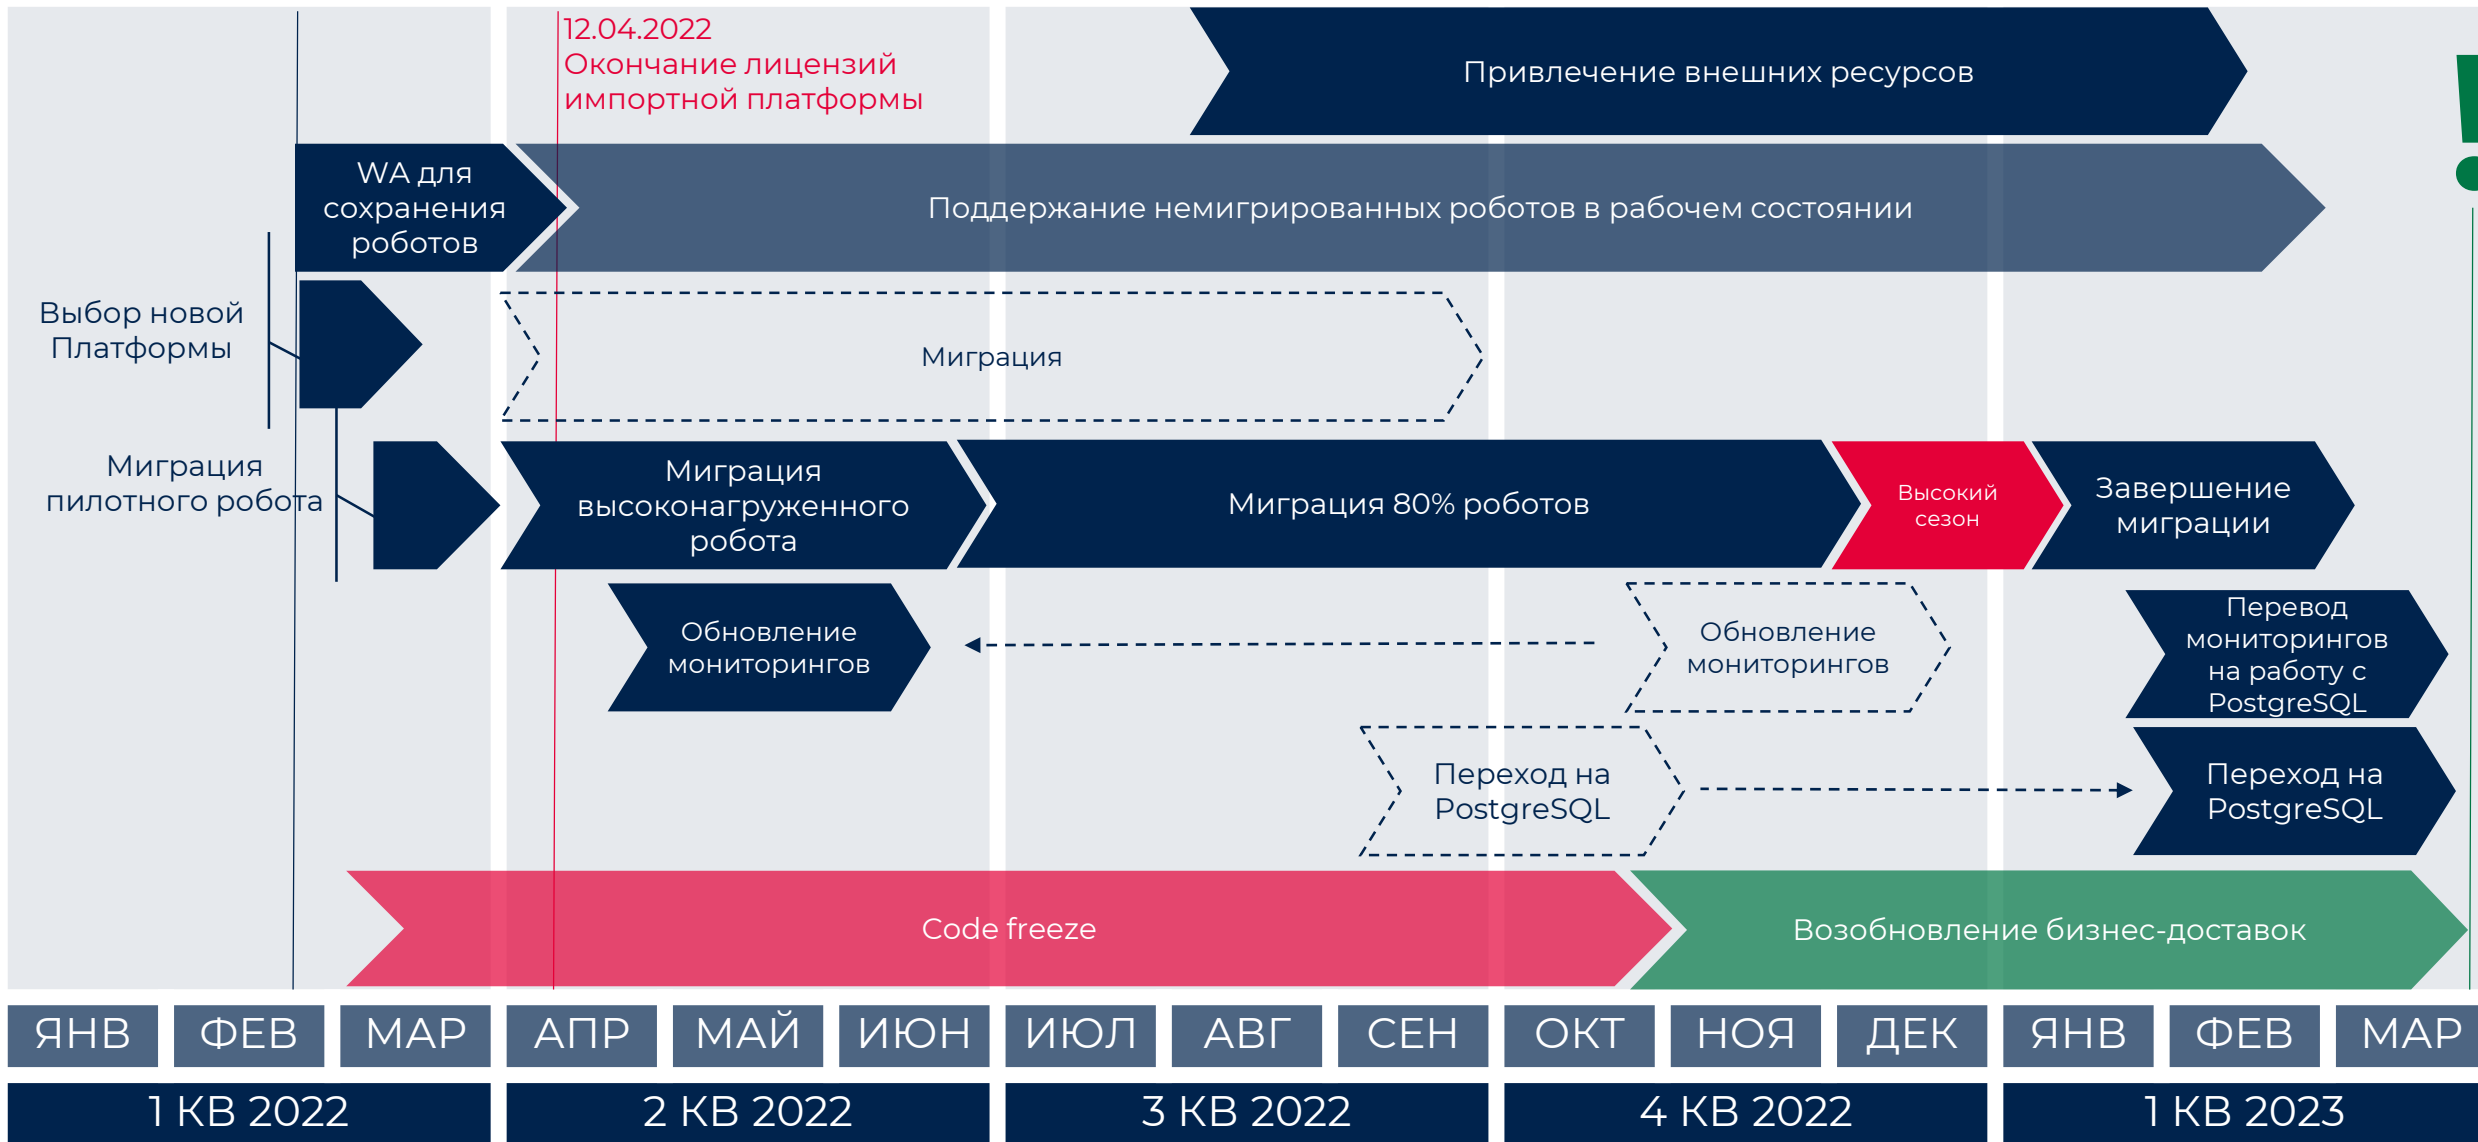 12.04.2022
Окончание лицензий
импортной платформы
Привлечение внешних ресурсов
WA для
сохранения
роботов
Поддержание немигрированных роботов в рабочем состоянии
Выбор новой
Платформы
Миграция
Миграция
пилотного робота
Миграция
высоконагруженного
робота
Миграция 80% роботов
Высокий
сезон
Завершение
миграции
Обновление
мониторингов
Обновление
мониторингов
Перевод
мониторингов
на работу с
PostgreSQL
Переход на
PostgreSQL
Переход на
PostgreSQL
Code freeze
Возобновление бизнес-доставок
ЯНВ
ФЕВ
МАР
АПР
МАЙ
ИЮН
ИЮЛ
АВГ
СЕН
ОКТ
НОЯ
ДЕК
ЯНВ
ФЕВ
МАР
1 КВ 2022
2 КВ 2022
3 КВ 2022
4 КВ 2022
1 КВ 2023
!